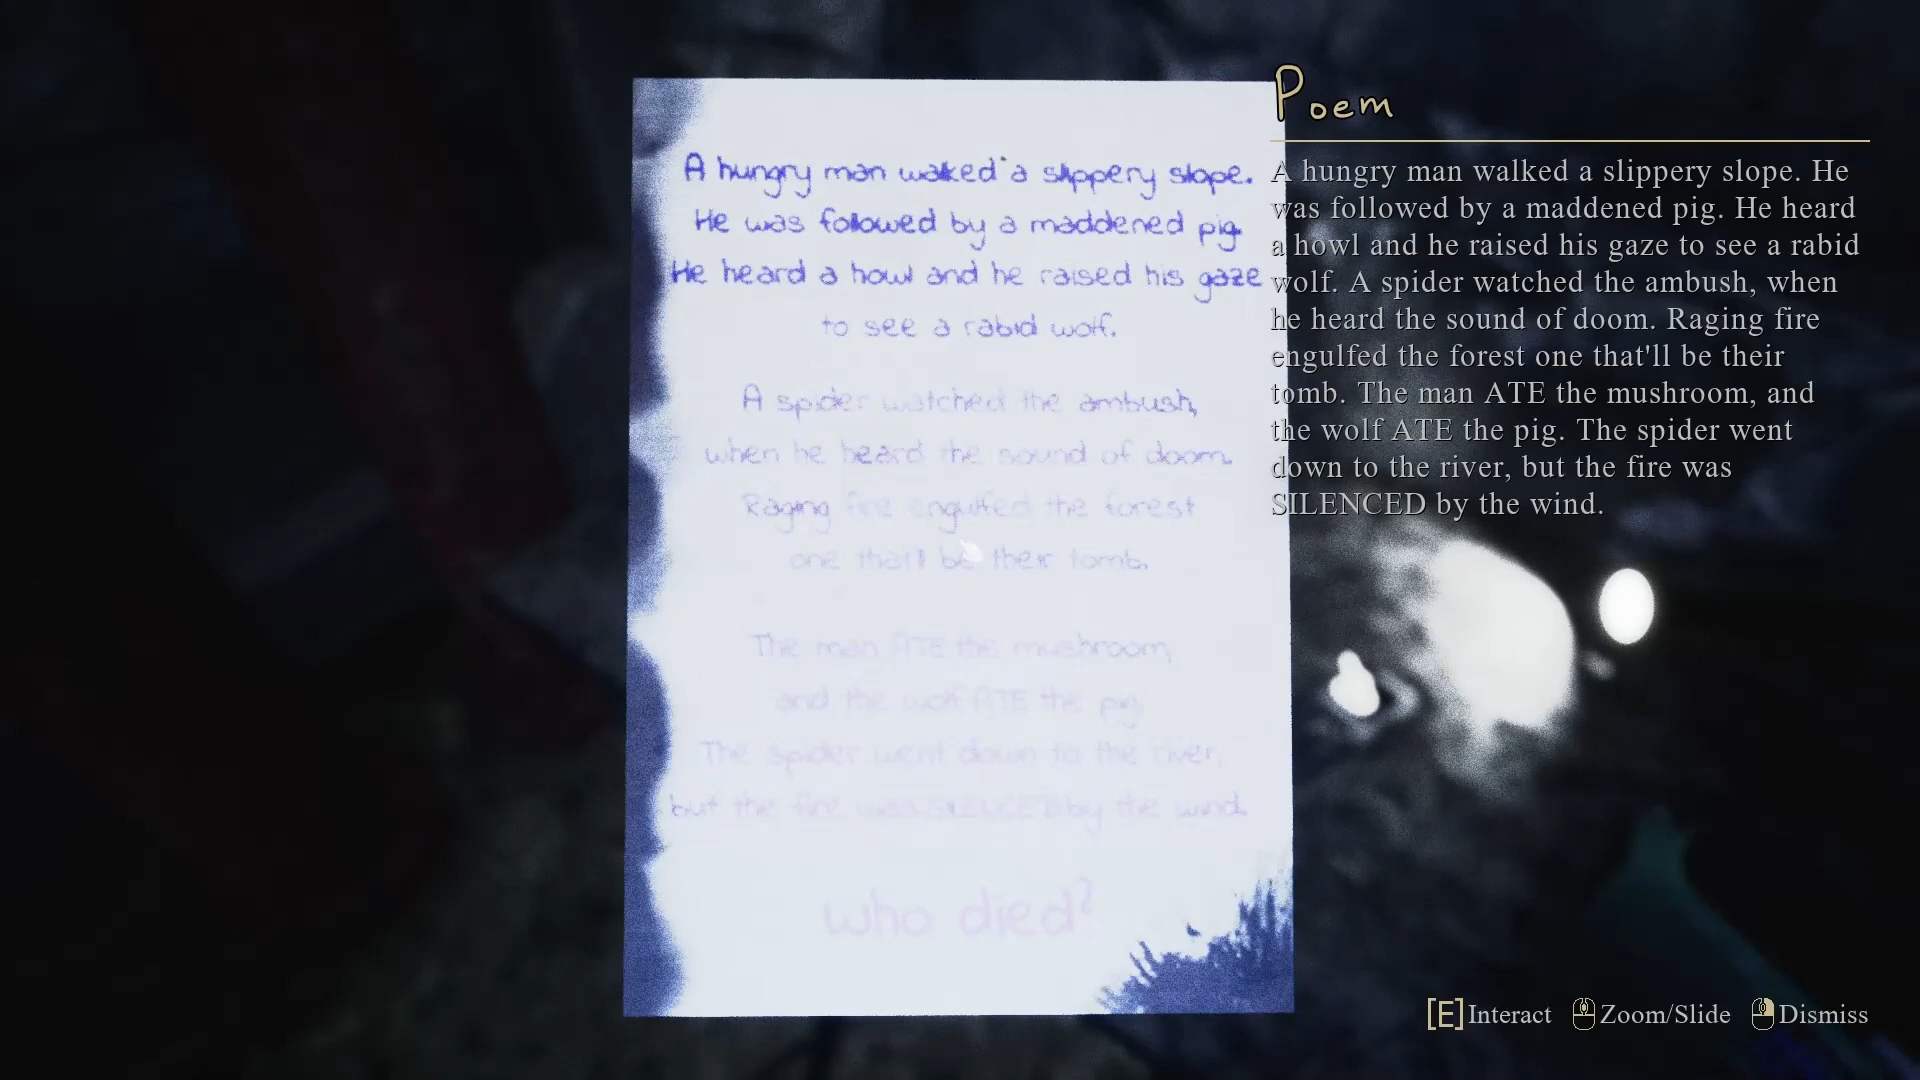 A hungry man walked a slippery slope.
He was followed by a maddened pig.
He heard a howl and he raised his gaze
to see a rabid wolf.
A spider watched the ambush,
when he heard the sound of doom.
Raging fire engulfed the forest
one that'll be their tomb.
The man ATE the mushroom,
and the wolf ATE the pig.
The spider went down to the river,
but the fire was SILENCED by the wind.
who died?
Poem
A hungry man walked a slippery slope. He
was followed by a maddened pig. He heard
a howl and he raised his gaze to see a rabid
wolf. A spider watched the ambush, when
he heard the sound of doom. Raging fire
engulfed the forest one that'll be their
tomb. The man ATE the mushroom, and
the wolf ATE the pig. The spider went
down to the river, but the fire was
SILENCED by the wind.
[E] Interact Zoom/Slide Dismiss